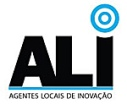 ALI
AGENTES LOCAIS DE INOVAÇÃO